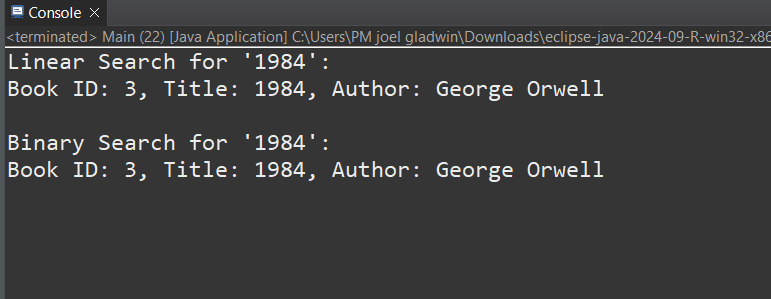 Console
<terminated> Main (22) [Java Application] C:\Users\PM joel gladwin\Downloads\eclipse-java-2024-09-R-win32-x86
Linear Search for '1984':
Book ID: 3, Title: 1984, Author: George Orwell
Binary Search for '1984':
Book ID: 3, Title: 1984, Author: George Orwell